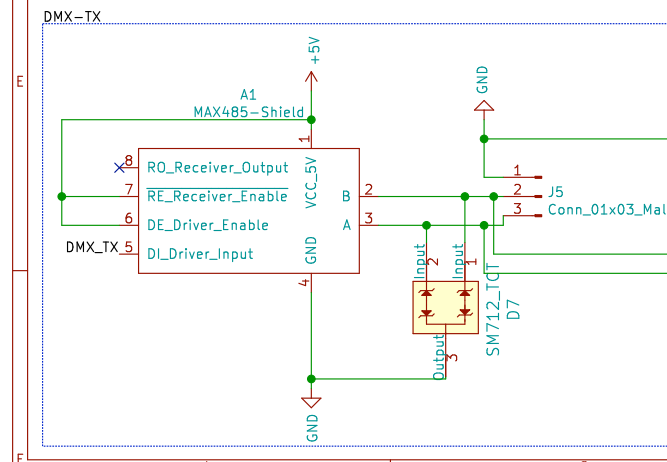 DMX-TX
E
+5V
GND
A1
MAX485-Shield
1
8
RO_Receiver_Output
VCC_5V
1
7
RE_Receiver_Enable
B
2
2
J5
6
DE_Driver_Enable
A
3
3
Conn_01x03_Mal
DMX_TX
5
DI_Driver_Input
GND
4
Input
2
Input
1
SM712_TCT
D7
Output
3
GND